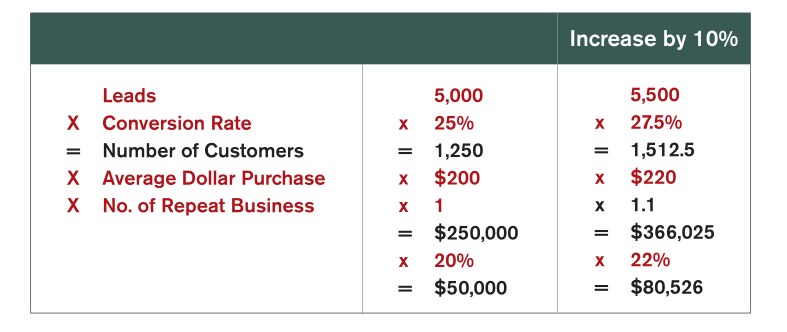 Increase by 10%
Leads 5,000 5,500
X Conversion Rate x 25% x 27.5%
= Number of Customers = 1,250 = 1,512.5
X Average Dollar Purchase x $200 x $220
X No. of Repeat Business x 1 x 1.1
= $250,000 = $366,025
x 20% x 22%
= $50,000 = $80,526